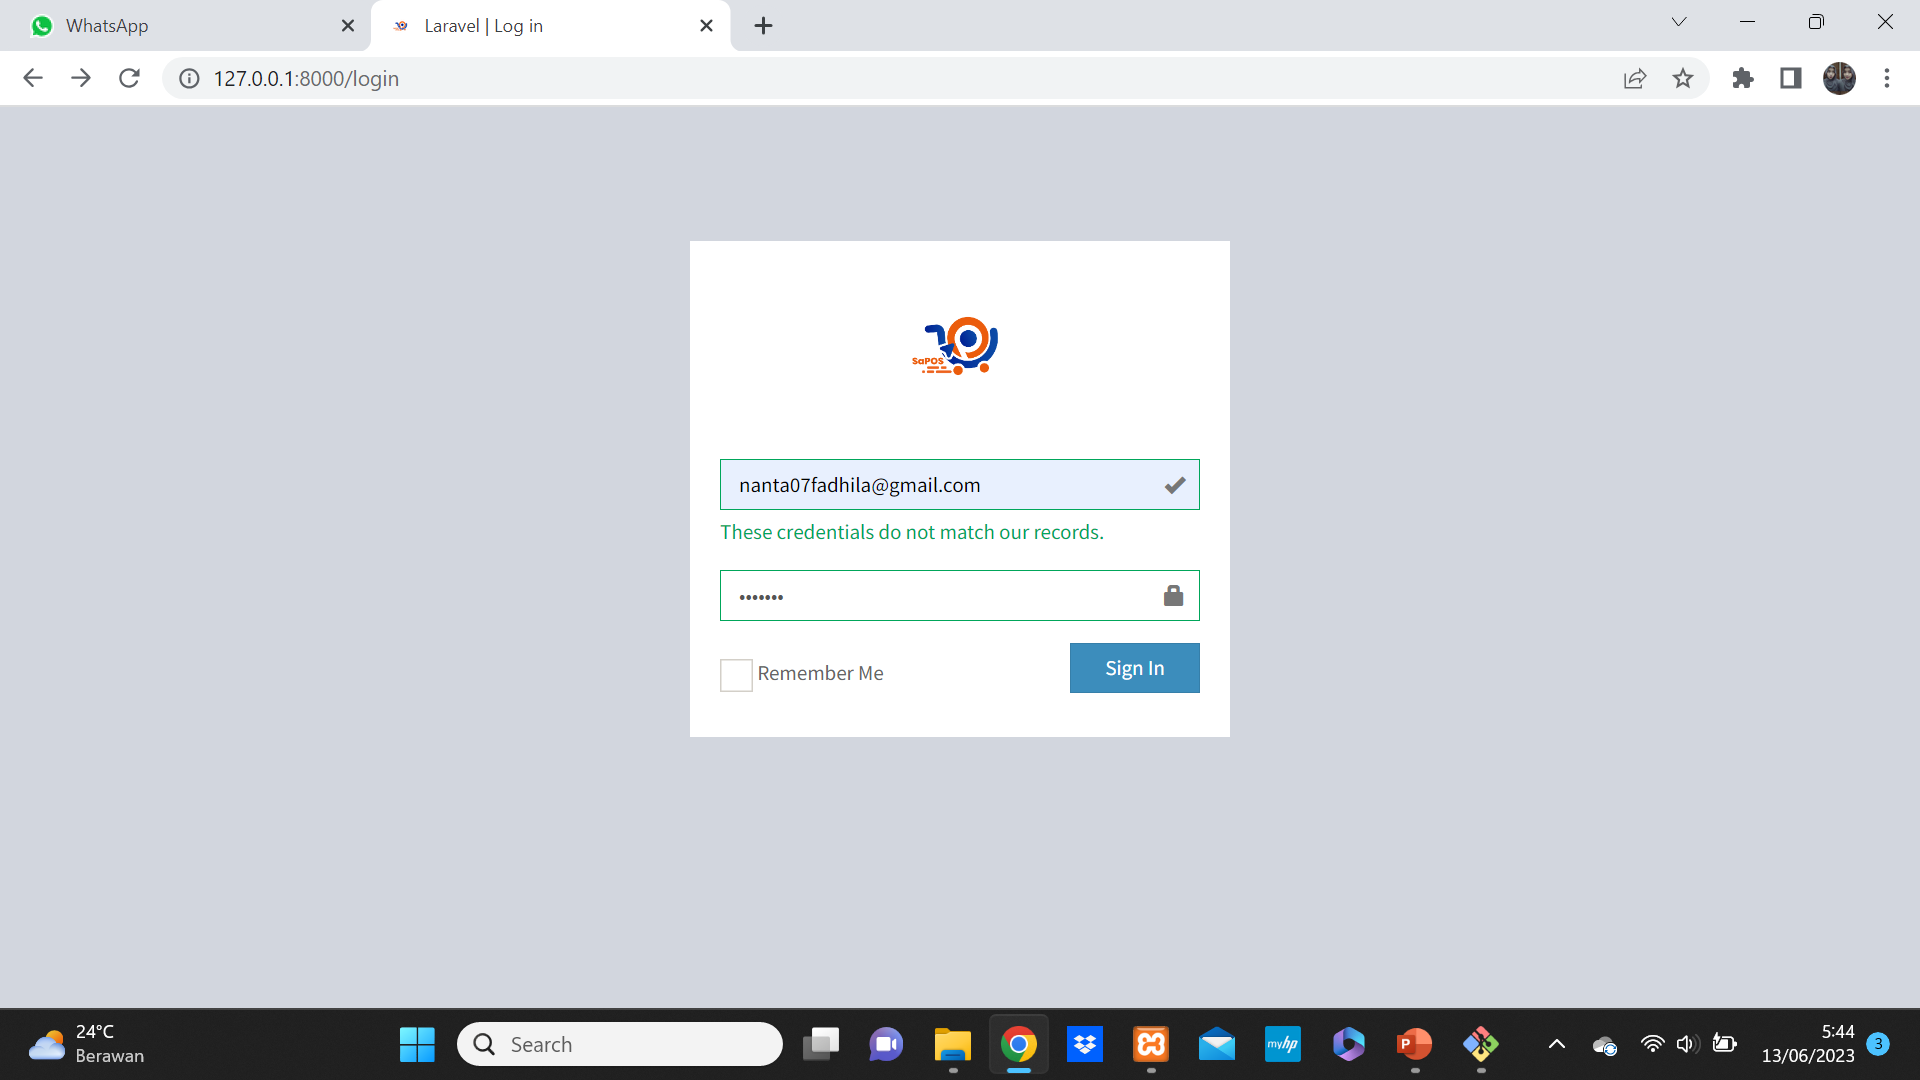 WhatsApp
Laravel | Log in
127.0.0.1:8000/login
SaPOS
nanta07fadhila@gmail.com
These credentials do not match our records.
•••••••
Remember Me
Sign In
24°C
Berawan
Search
myhp
P
5:44
13/06/2023
3